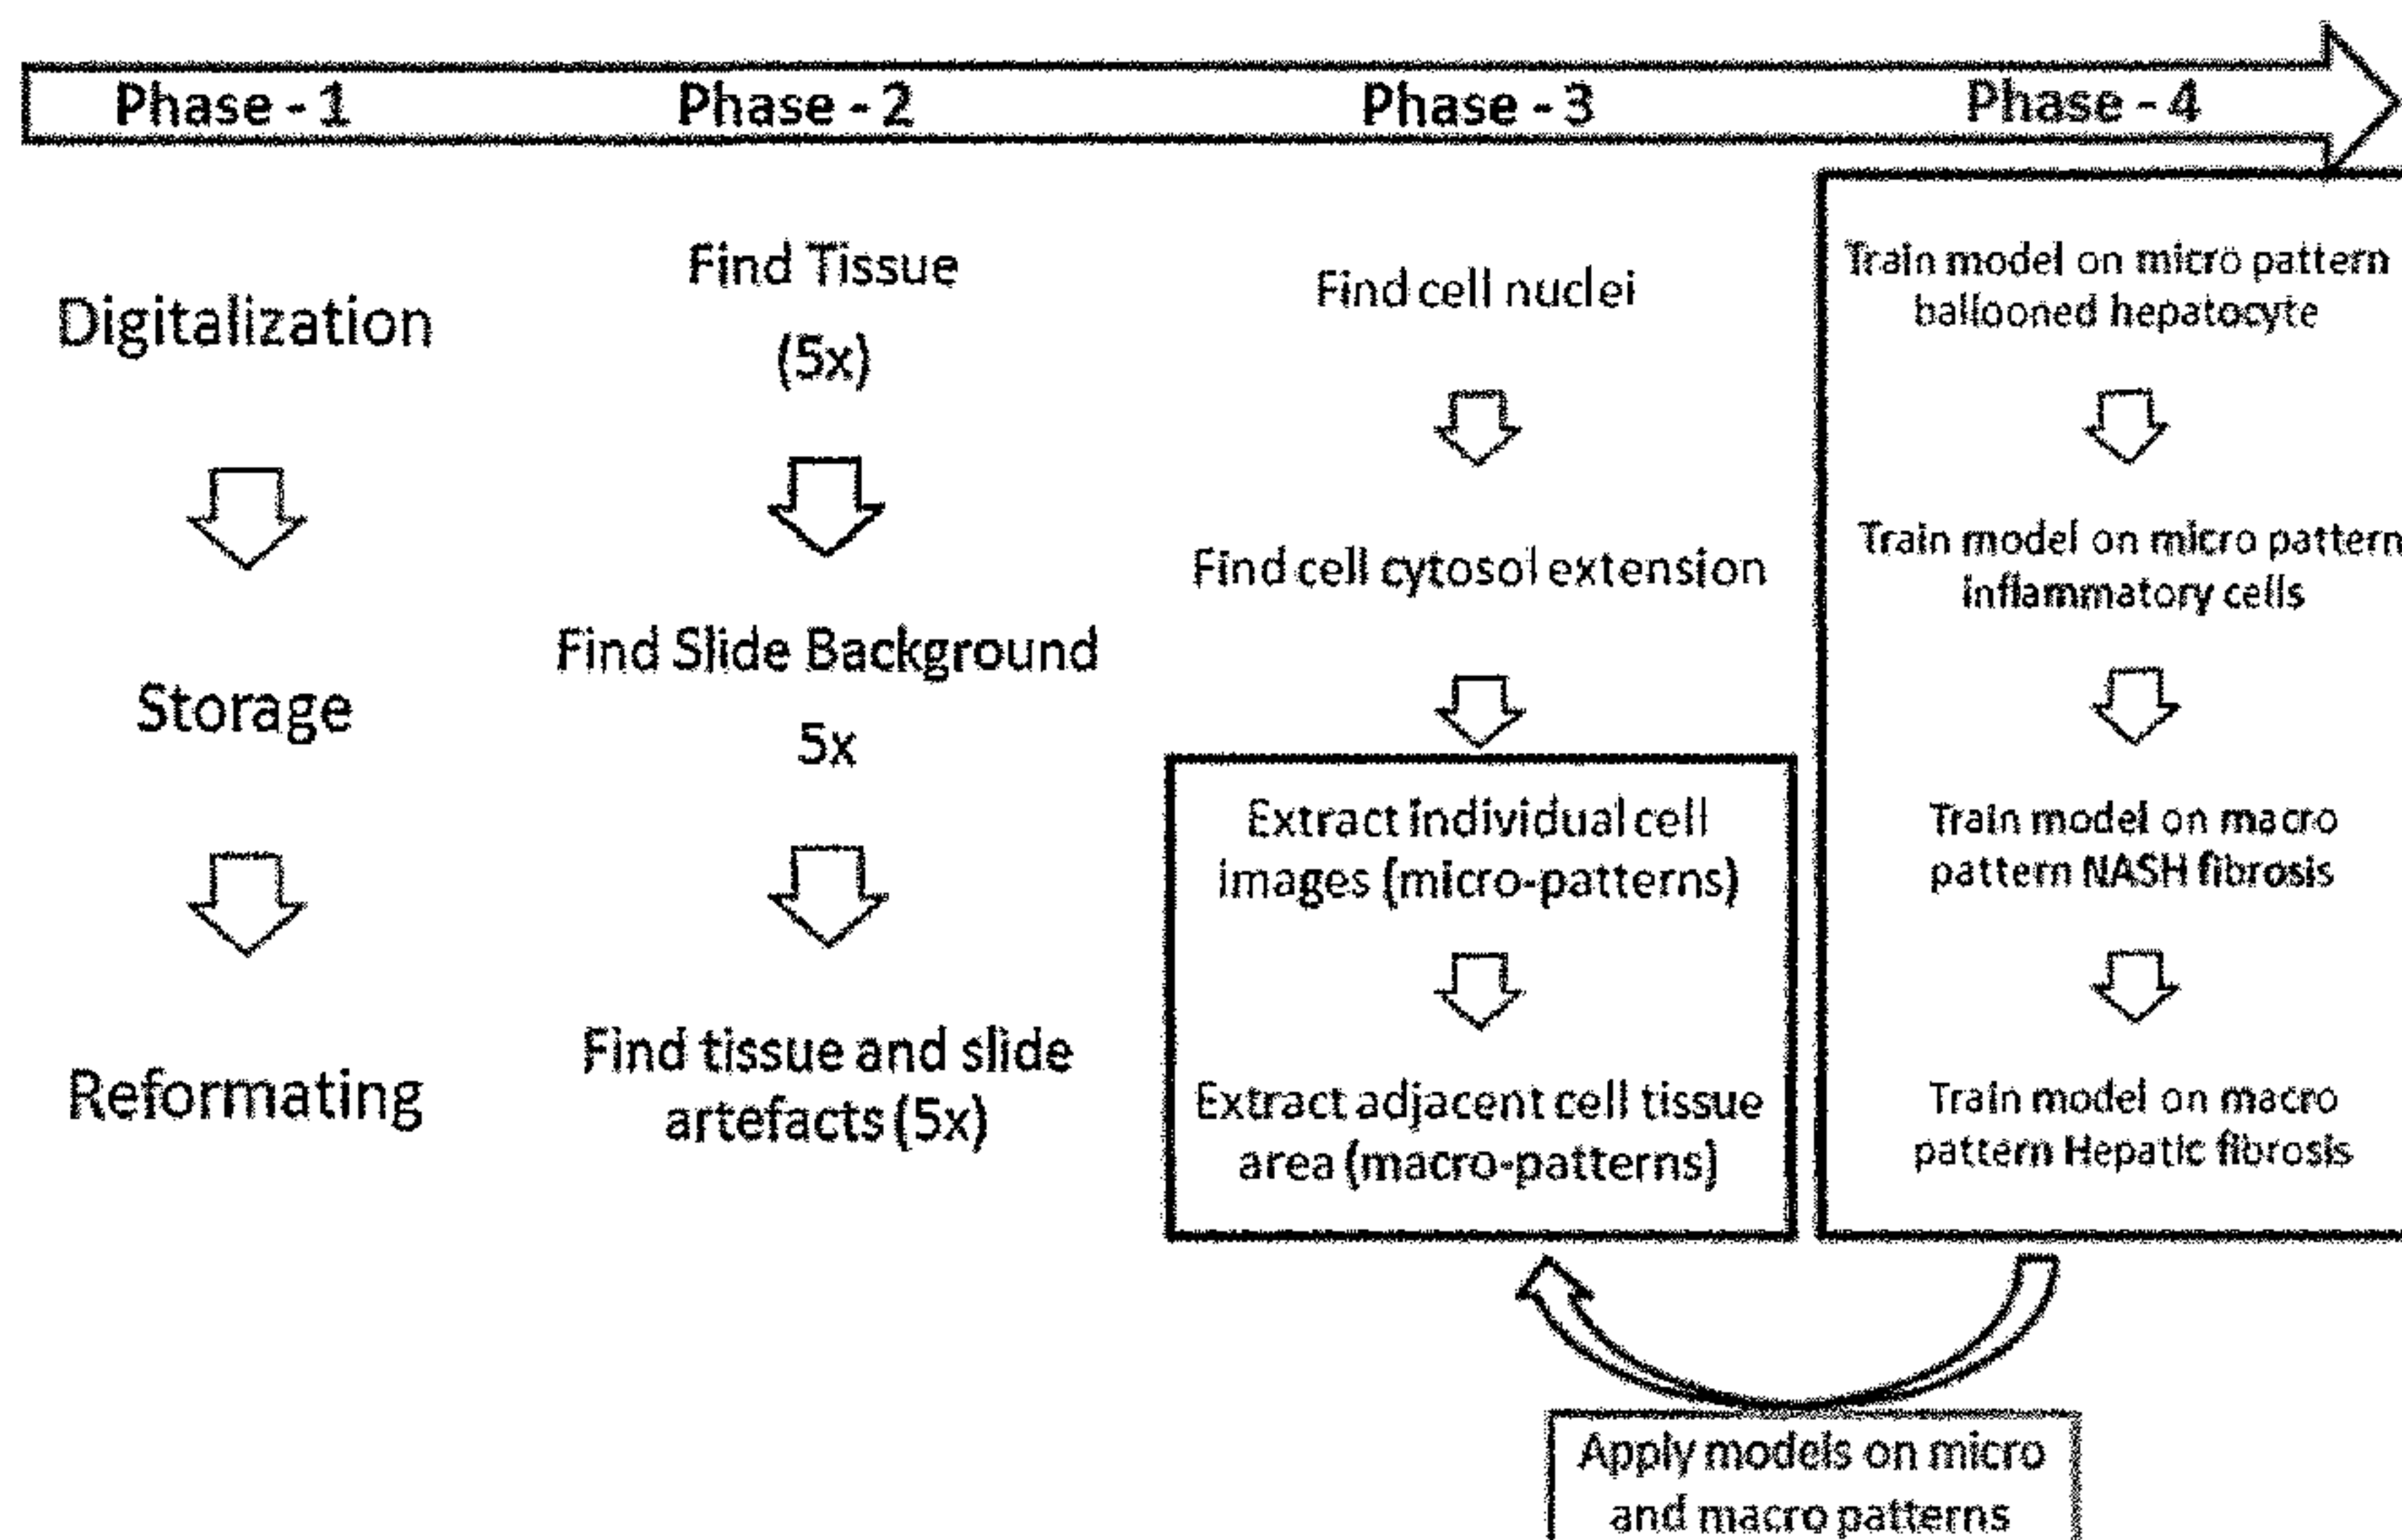 Phase - 1
Phase - 2
Phase - 3
Phase - 4
Digitalization
Storage
Reformating
Find Tissue
(5x)
Find Slide Background
5x
Find tissue and slide
artefacts (5x)
Find cell nuclei
Find cell cytosol extension
Extract individual cell
images (micro-patterns)
Extract adjacent cell tissue
area (macro-patterns)
Train model on micro pattern
ballooned hepatocyte
Train model on micro pattern
inflammatory cells
Train model on macro
pattern NASH fibrosis
Train model on macro
pattern Hepatic fibrosis
Apply models on micro
and macro patterns